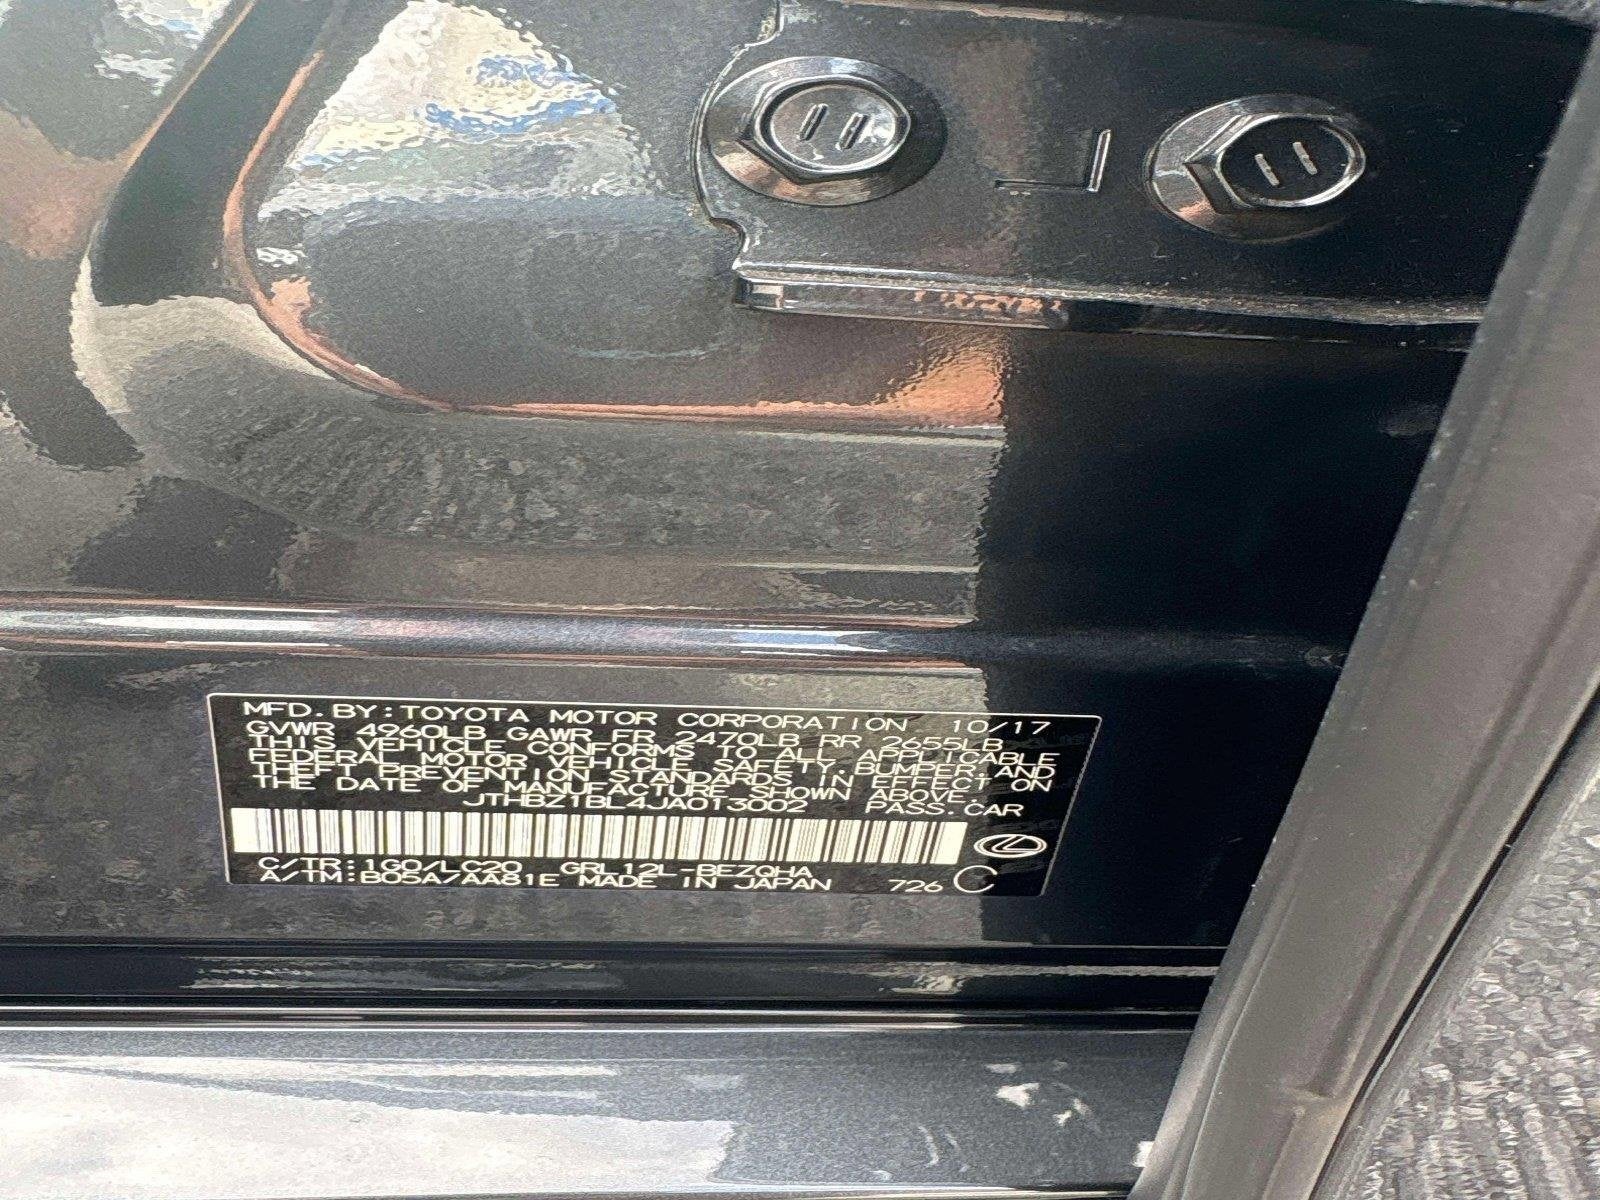 MFD.BY:TOYOTA MOTOR CORPORATION 10/17
GVWR 4960LB GAWR FR 2470LB RR 2655LB
THIS VEHICLE CONFORMS TO ALL APPLICABLE
FEDERAL MOTOR VEHICLE SAFETY,BUMPER,AND
THEFT PREVENTION STANDARDS IN EFFECT ON
THE DATE OF MANUFACTURE SHOWN ABOVE.
JTHBZ1BL4JA013002 PASS.CAR
C/TR:1G0/LC20 GRL12L-BEZQHA
A/TM:B05A/AA81E MADE IN JAPAN 726 C